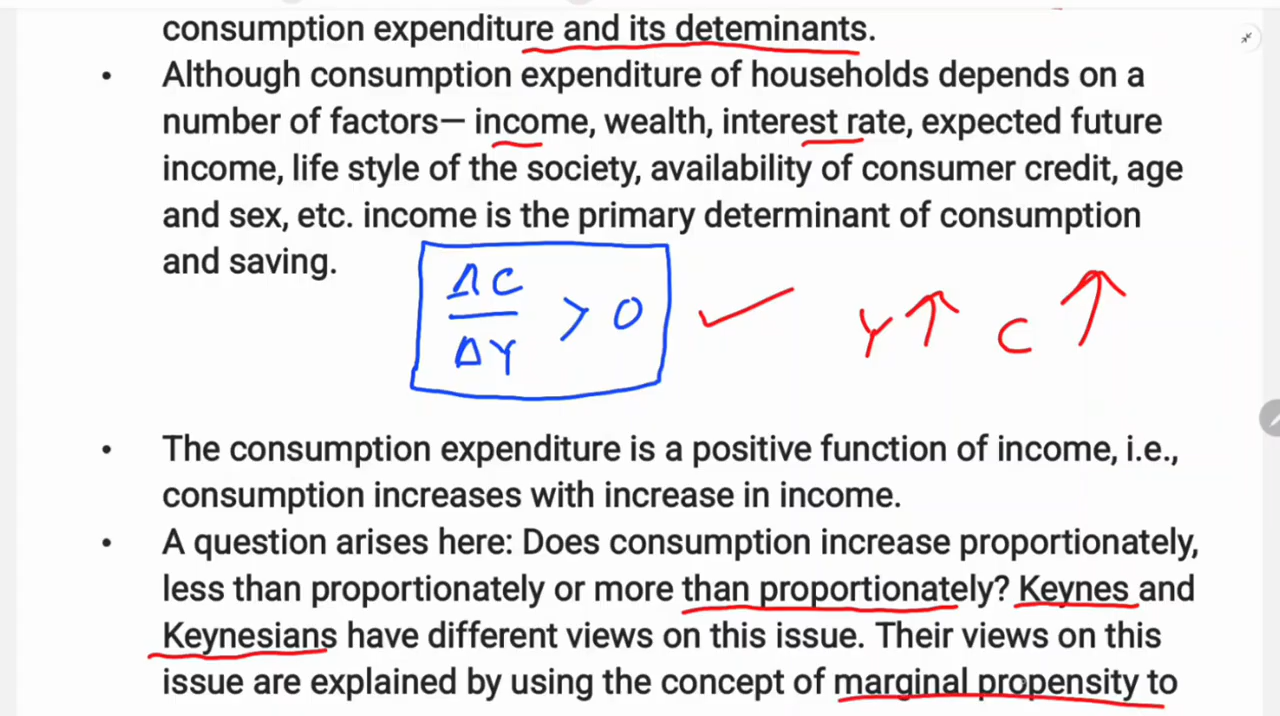 consumption expenditure and its deteminants.
• Although consumption expenditure of households depends on a
number of factors— income, wealth, interest rate, expected future
income, life style of the society, availability of consumer credit, age
and sex, etc. income is the primary determinant of consumption
and saving.
ΔC
ΔY
> 0
Y↑ C↑
• The consumption expenditure is a positive function of income, i.e.,
consumption increases with increase in income.
• A question arises here: Does consumption increase proportionately,
less than proportionately or more than proportionately? Keynes and
Keynesians have different views on this issue. Their views on this
issue are explained by using the concept of marginal propensity to